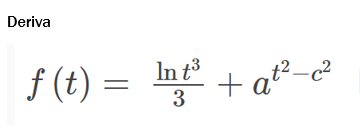 Deriva
f (t) = ln t³ / 3 + a^(t²−c²)